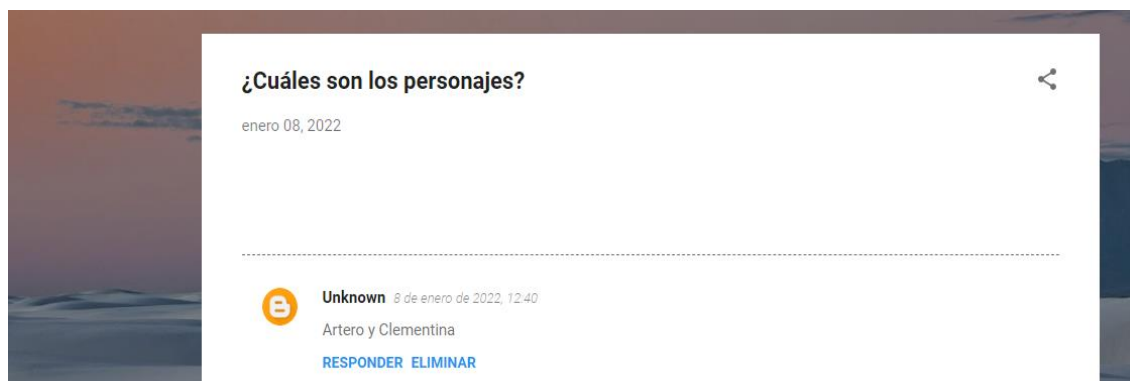 ¿Cuáles son los personajes?
enero 08, 2022
Unknown 8 de enero de 2022, 12:40
Artero y Clementina
RESPONDER ELIMINAR